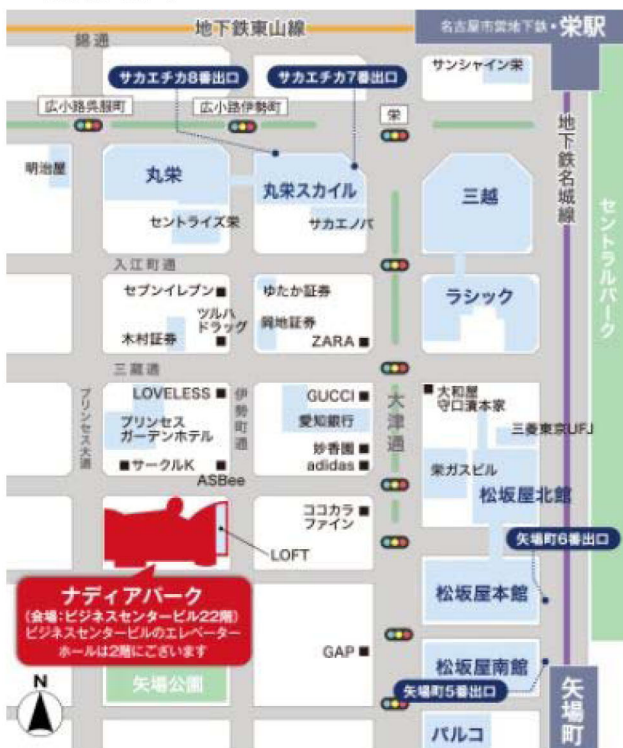 地下鉄東山線
名古屋市営地下鉄・栄駅
錦通
サカエチカ8番出口
サカエチカ7番出口
サンシャイン栄
広小路呉服町
広小路伊勢町
栄
地下鉄名城線
セントラルパーク
明治屋
丸栄
丸栄スカイル
三越
セントライズ栄
サカエノバ
入江町通
セブンイレブン
ゆたか証券
ラシック
ツルハ
ドラッグ
岡地証券
木村証券
ZARA
三蔵通
プリンセス大通
LOVELESS
伊勢町通
GUCCI
大津通
大和屋
守口漬本家
プリンセス
ガーデンホテル
愛知銀行
三菱東京UFJ
妙香園
サークルK
adidas
栄ガスビル
ASBee
松坂屋北館
ココカラ
ファイン
矢場町6番出口
LOFT
ナディアパーク
(会場:ビジネスセンタービル22階)
ビジネスセンタービルのエレベーター
ホールは2階にございます
松坂屋本館
GAP
松坂屋南館
N
矢場公園
矢場町5番出口
矢場町
パルコ